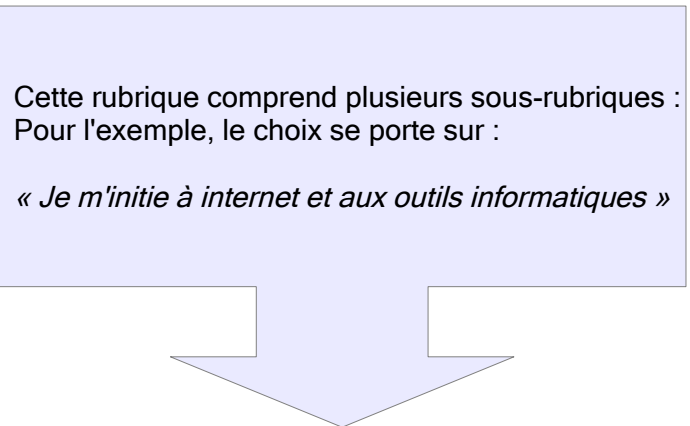 Cette rubrique comprend plusieurs sous-rubriques :
Pour l'exemple, le choix se porte sur :
« Je m'initie à internet et aux outils informatiques »